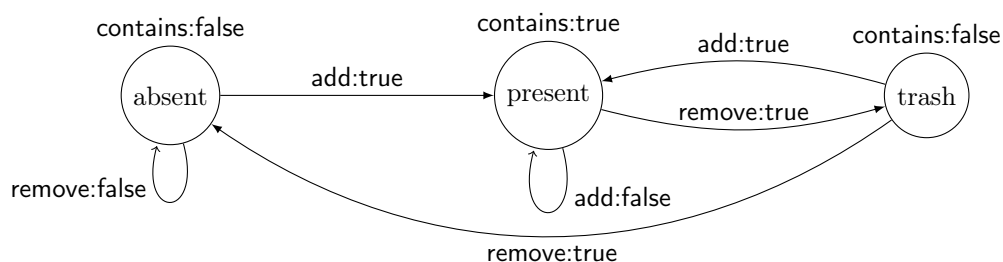 contains:false
contains:true
contains:false
absent
add:true
present
add:true
remove:true
trash
remove:false
add:false
remove:true